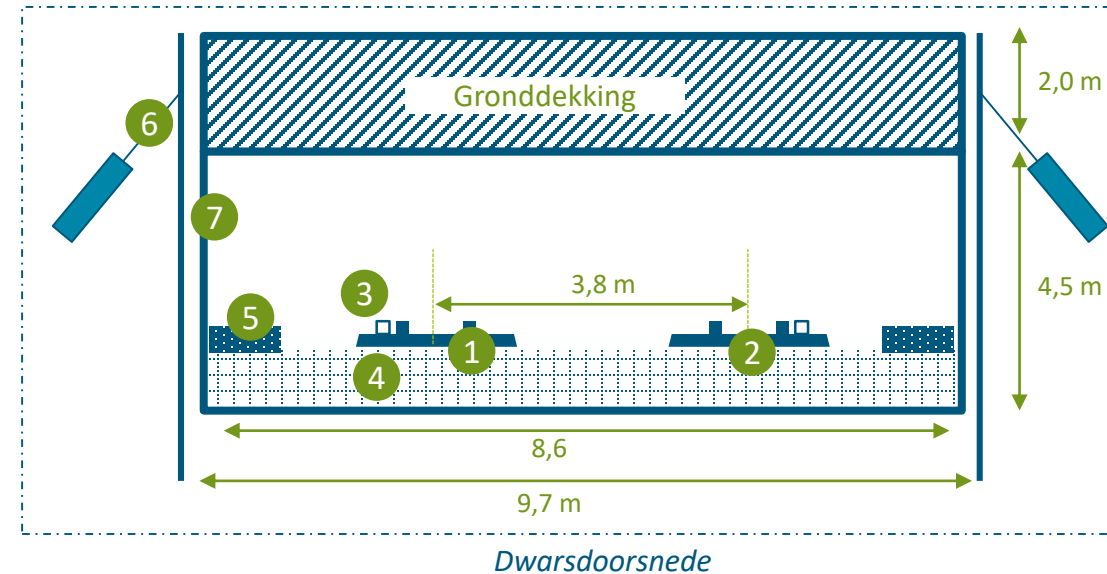 Gronddekking
2,0 m
6
7
4,5 m
3,8 m
3
5
1
2
4
8,6
9,7 m
Dwarsdoorsnede